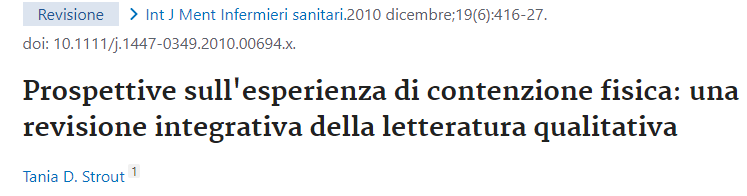 Revisione > Int J Ment Infermieri sanitari.2010 dicembre;19(6):416-27.
doi: 10.1111/j.1447-0349.2010.00694.x.
Prospettive sull'esperienza di contenzione fisica: una
revisione integrativa della letteratura qualitativa
Tania D. Strout 1